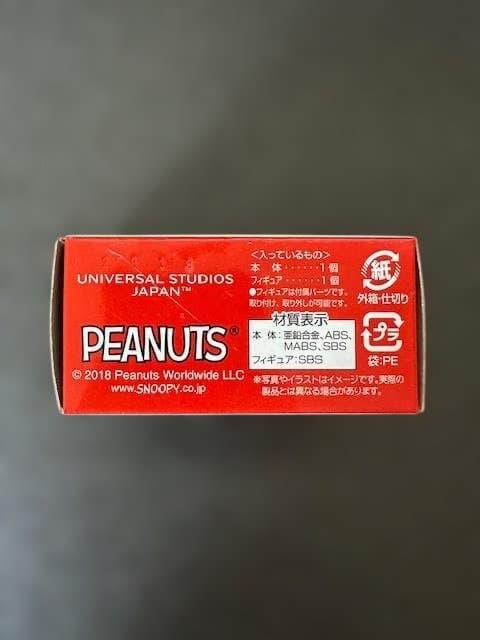 UNIVERSAL STUDIOS
JAPAN™
PEANUTS®
© 2018 Peanuts Worldwide LLC
www.SNOOPY.co.jp
<入っているもの>
本 体‥‥‥1個
フィギュア‥‥‥1個
●フィギュアは付属パーツです。
取り付け、取り外しが可能です。
材質表示
本 体:亜鉛合金、ABS、
MABS、SBS
フィギュア:SBS
※写真やイラストはイメージです。実際の
製品とは異なる場合があります。
紙
外箱・仕切り
プラ
袋:PE